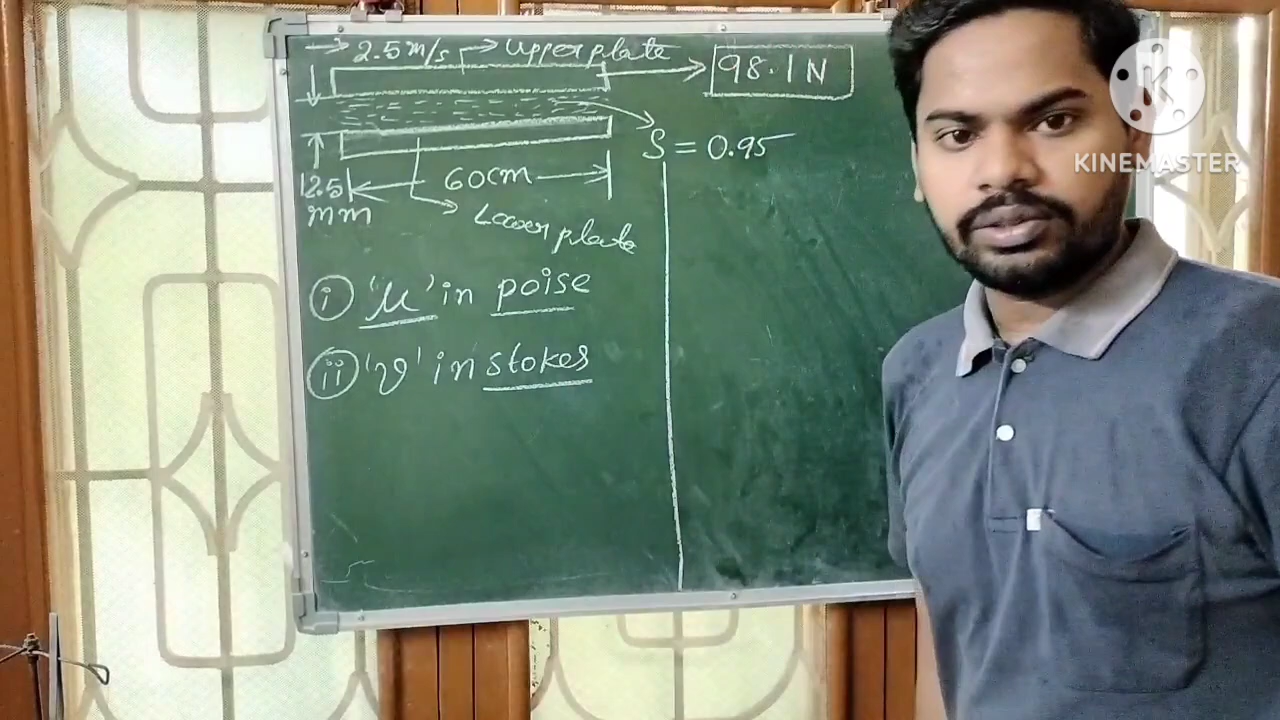 2.5 m/s → Upper plate
98.1 N
S = 0.95
12.5 mm
60cm
Lower plate
i 'μ' in poise
ii 'ν' in stokes
K
KINEMASTER